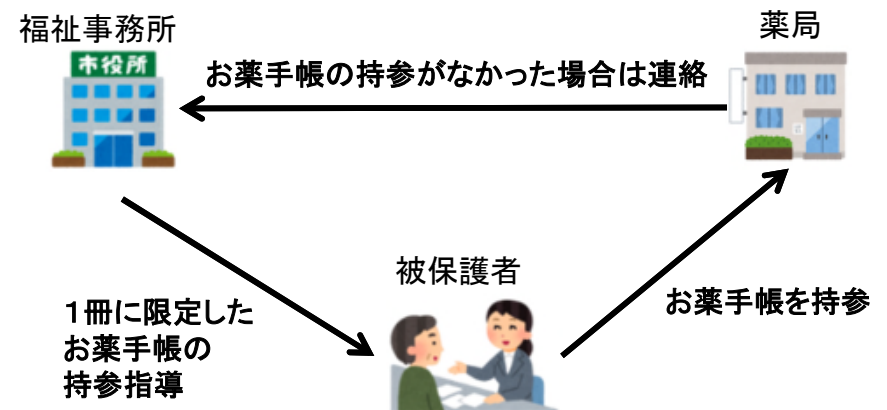 福祉事務所
薬局
市役所
お薬手帳の持参がなかった場合は連絡
被保護者
お薬手帳を持参
１冊に限定した
お薬手帳の
持参指導